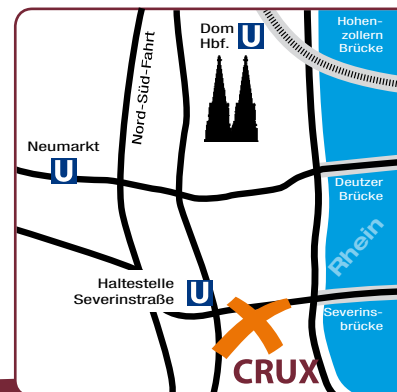 Dom
Hbf.
U
Hohen-
zollern
Brücke
Nord-Süd-Fahrt
Neumarkt
U
Deutzer
Brücke
Rhein
Haltestelle
Severinstraße
U
Severins-
brücke
CRUX